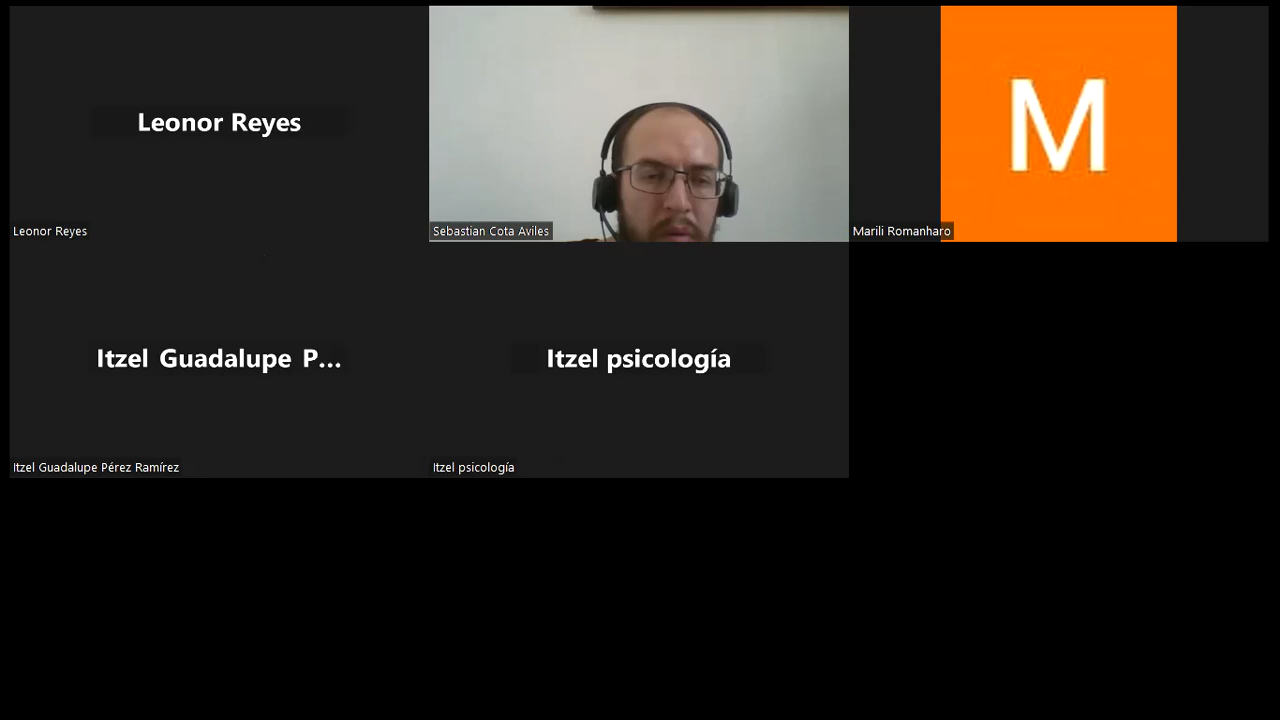 Leonor Reyes
Leonor Reyes
Sebastian Cota Aviles
M
Marili Romanharo
Itzel Guadalupe P...
Itzel Guadalupe Pérez Ramírez
Itzel psicología
Itzel psicología